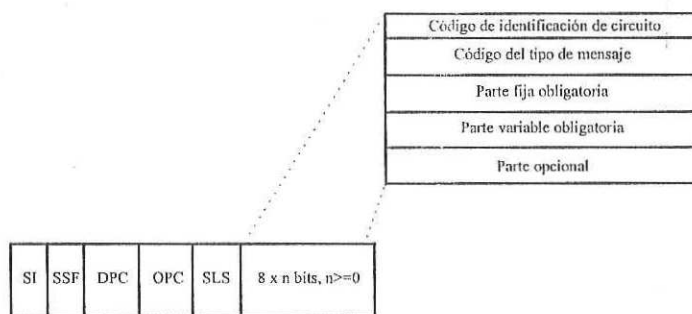 Código de identificación de circuito
Código del tipo de mensaje
Parte fija obligatoria
Parte variable obligatoria
Parte opcional
SI SSF DPC OPC SLS 8 x n bits, n>=0